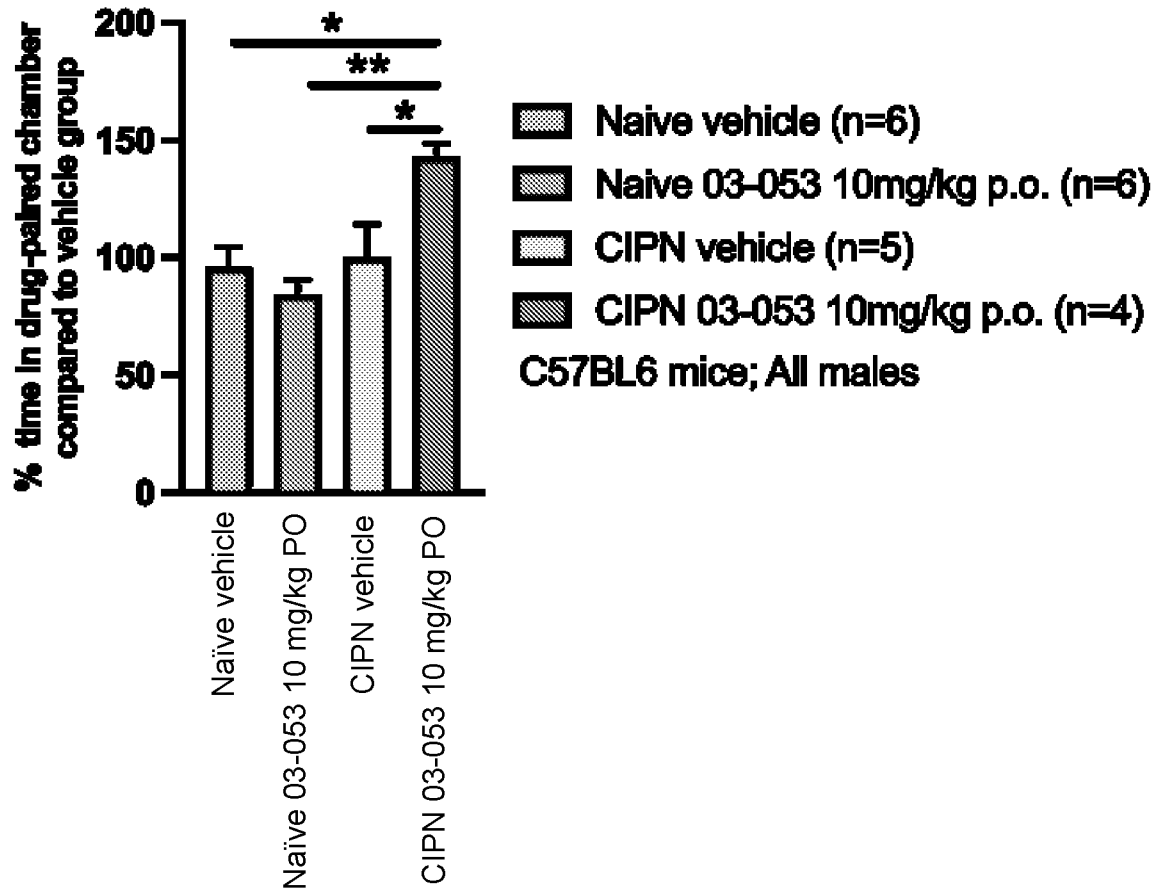 % time in drug-paired chamber
compared to vehicle group
200
150
100
50
0
*
**
*
Naïve vehicle
Naïve 03-053 10 mg/kg PO
CIPN vehicle
CIPN 03-053 10 mg/kg PO
Naive vehicle (n=6)
Naive 03-053 10mg/kg p.o. (n=6)
CIPN vehicle (n=5)
CIPN 03-053 10mg/kg p.o. (n=4)
C57BL6 mice; All males